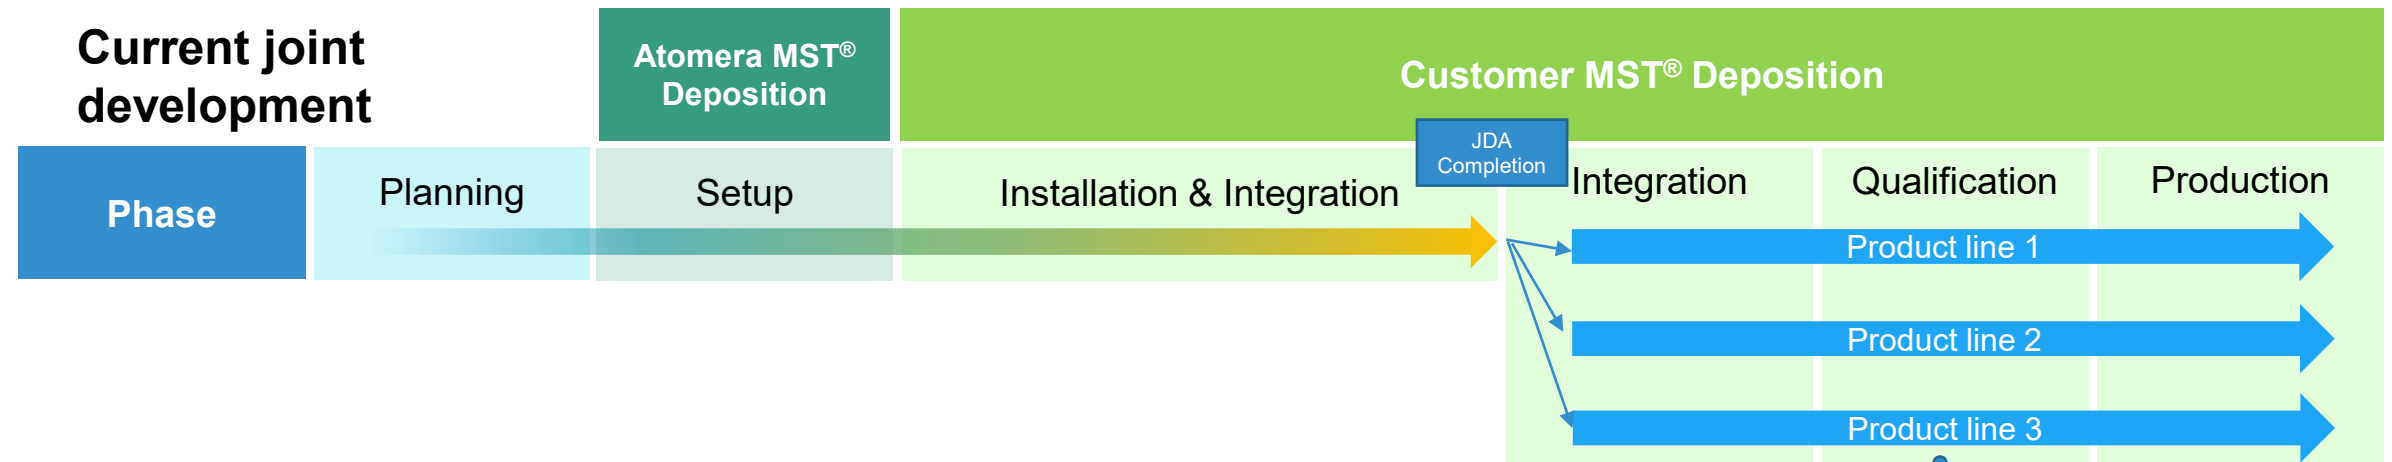 Current joint
development
Atomera MST®
Deposition
Customer MST® Deposition
JDA
Completion
Phase
Planning
Setup
Installation & Integration
Integration
Qualification
Production
Product line 1
Product line 2
Product line 3